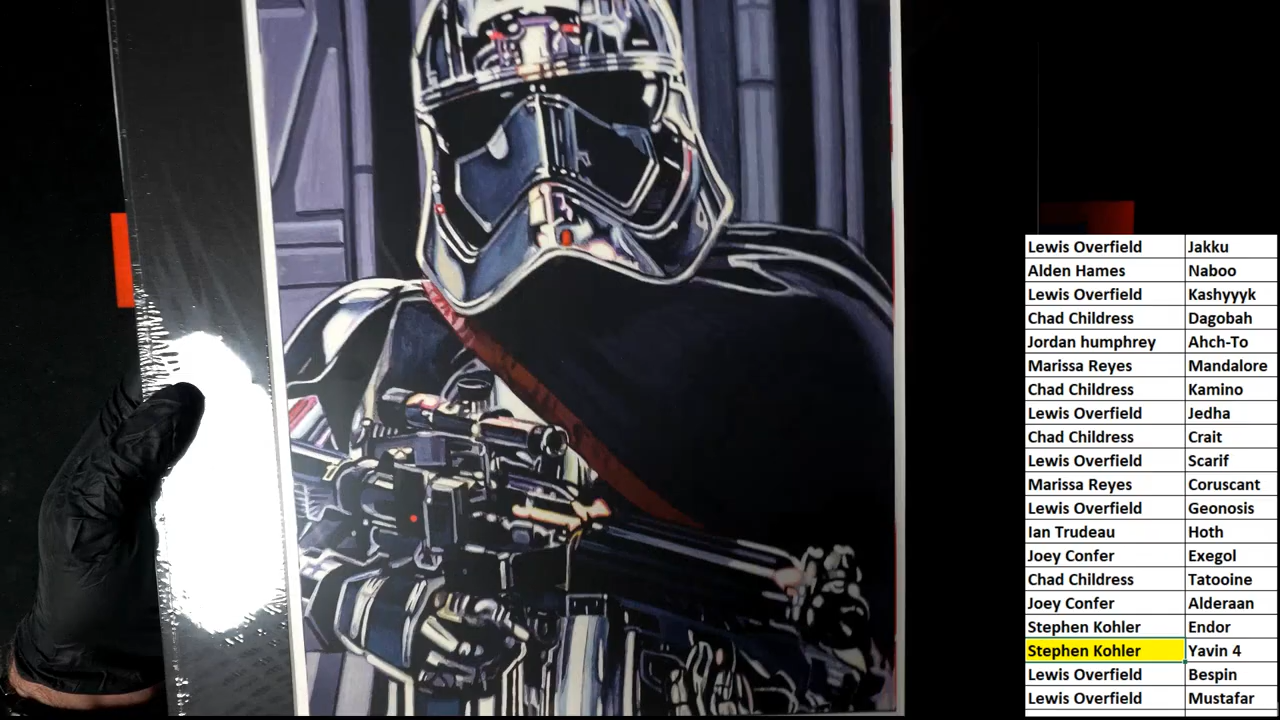 Lewis Overfield Jakku
Alden Hames Naboo
Lewis Overfield Kashyyyk
Chad Childress Dagobah
Jordan humphrey Ahch-To
Marissa Reyes Mandalore
Chad Childress Kamino
Lewis Overfield Jedha
Chad Childress Crait
Lewis Overfield Scarif
Marissa Reyes Coruscant
Lewis Overfield Geonosis
Ian Trudeau Hoth
Joey Confer Exegol
Chad Childress Tatooine
Joey Confer Alderaan
Stephen Kohler Endor
Stephen Kohler Yavin 4
Lewis Overfield Bespin
Lewis Overfield Mustafar